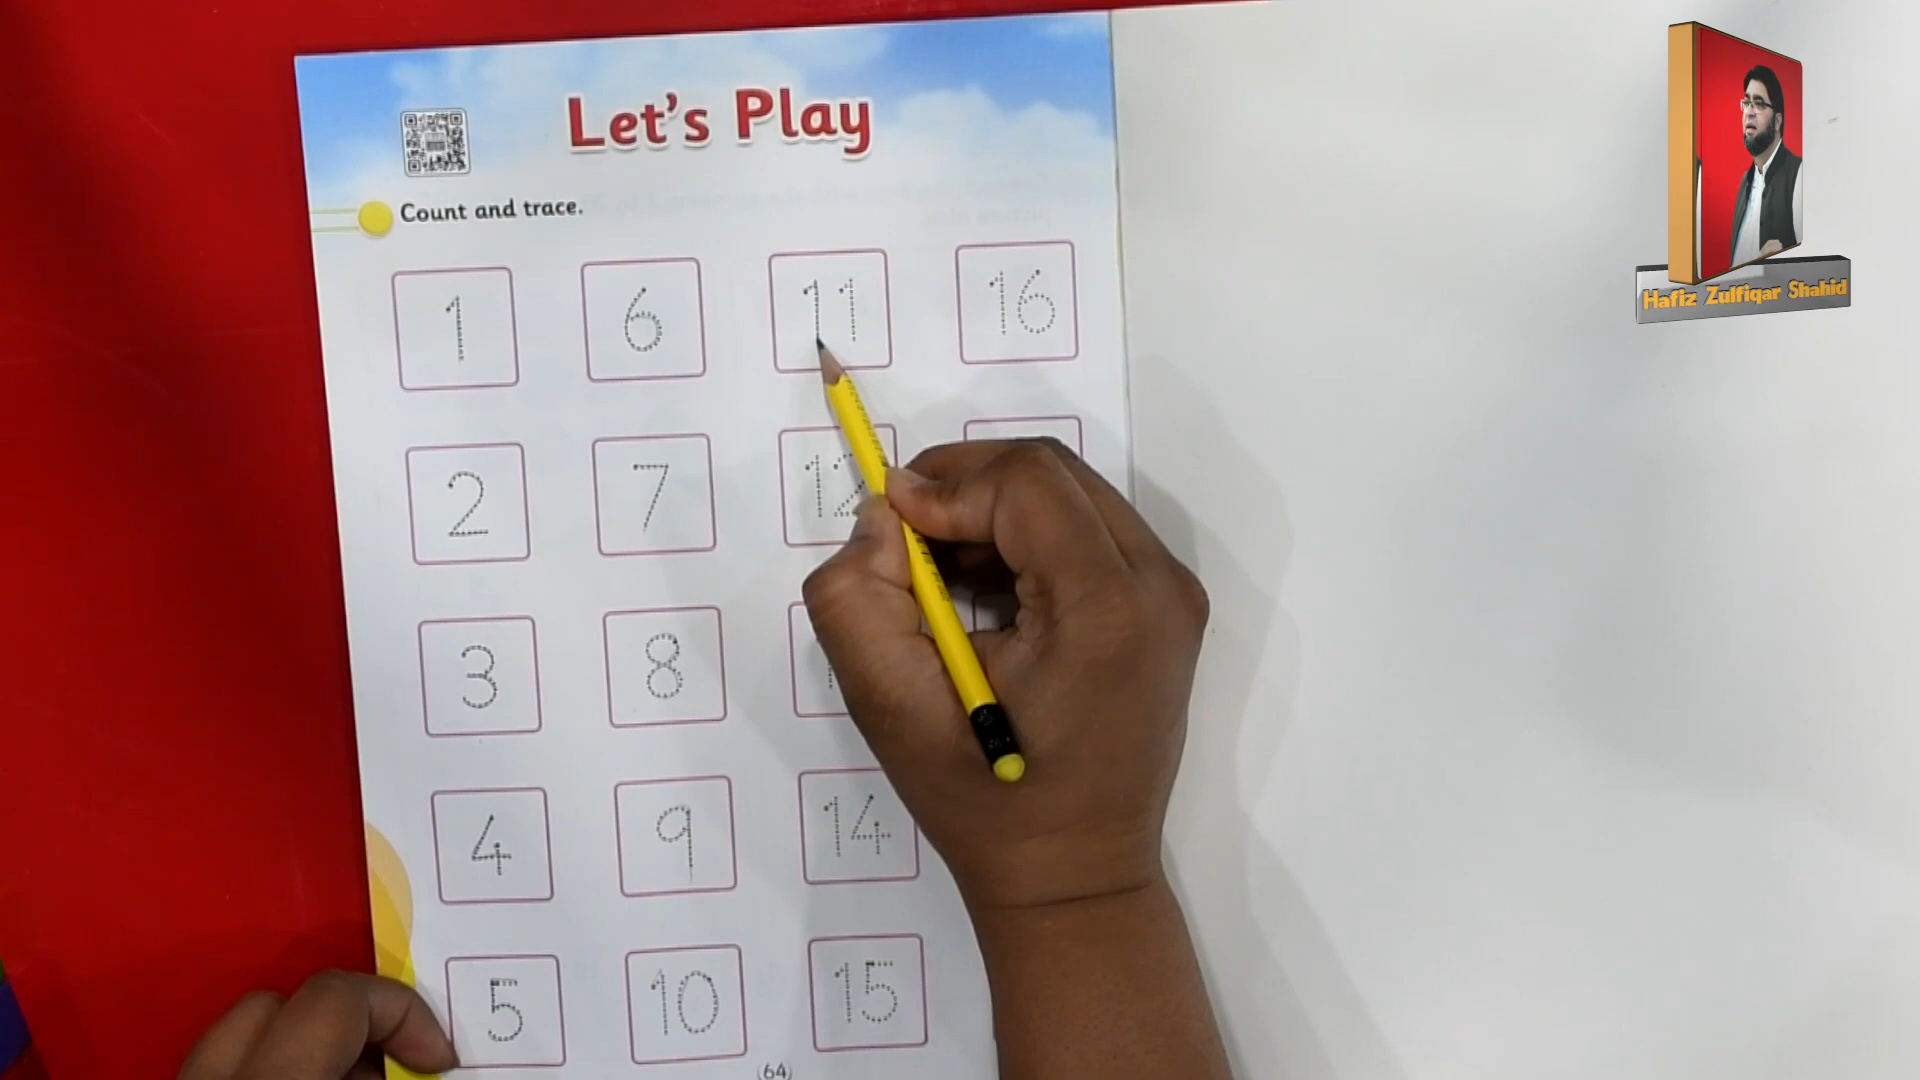 Let's Play
Count and trace.
1 6 11 16
2 7 12
3 8
4 9 14
5 10 15
(64)
Hafiz Zulfiqar Shahid